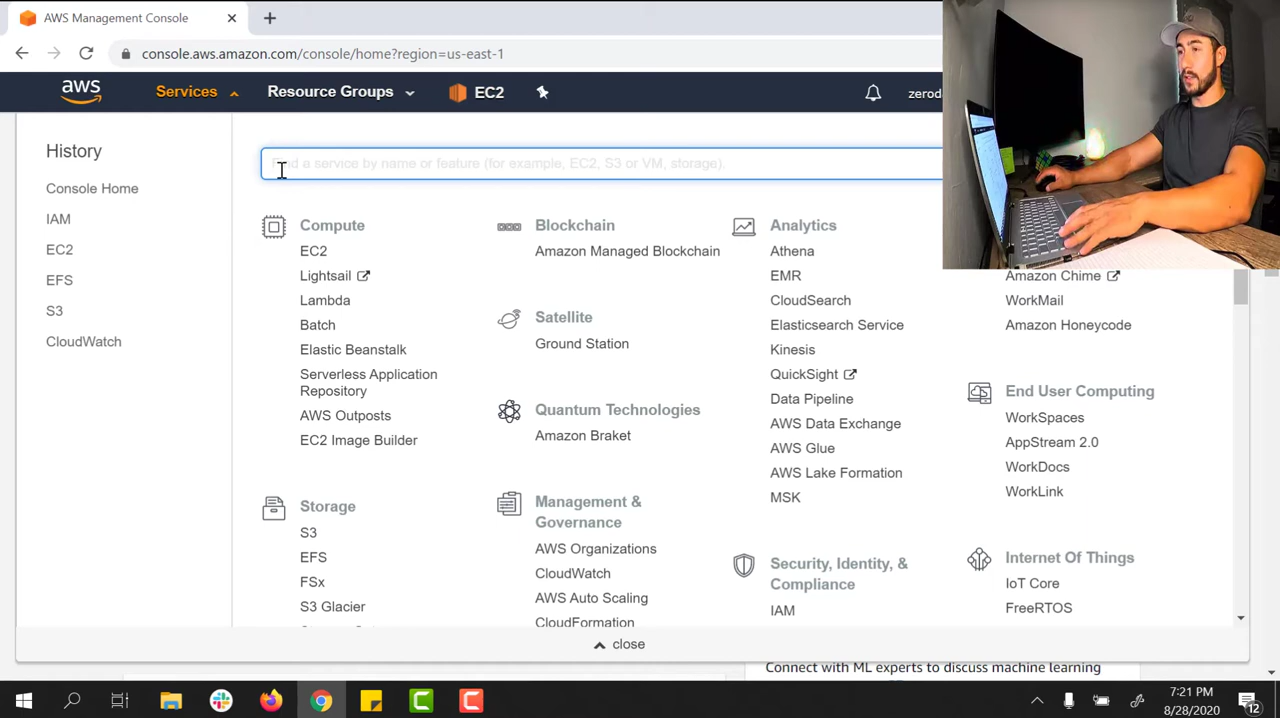 AWS Management Console
console.aws.amazon.com/console/home?region=us-east-1
aws
Services
Resource Groups
EC2
History
Console Home
IAM
EC2
EFS
S3
CloudWatch
a service by name or feature (for example, EC2, S3 or VM, storage).
Compute
EC2
Lightsail
Lambda
Batch
Elastic Beanstalk
Serverless Application
Repository
AWS Outposts
EC2 Image Builder
Storage
S3
EFS
FSx
S3 Glacier
Blockchain
Amazon Managed Blockchain
Satellite
Ground Station
Quantum Technologies
Amazon Braket
Management &
Governance
AWS Organizations
CloudWatch
AWS Auto Scaling
CloudFormation
Analytics
Athena
EMR
CloudSearch
Elasticsearch Service
Kinesis
QuickSight
Data Pipeline
AWS Data Exchange
AWS Glue
AWS Lake Formation
MSK
Security, Identity, &
Compliance
IAM
Amazon Chime
WorkMail
Amazon Honeycode
End User Computing
WorkSpaces
AppStream 2.0
WorkDocs
WorkLink
Internet Of Things
IoT Core
FreeRTOS
close
Connect with ML experts to discuss machine learning
7:21 PM
8/28/2020
12